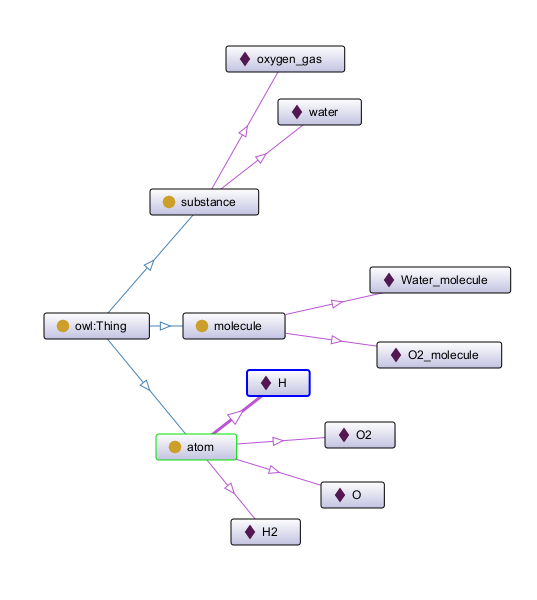 oxygen_gas
water
substance
Water_molecule
owl:Thing
molecule
O2_molecule
H
O2
atom
O
H2